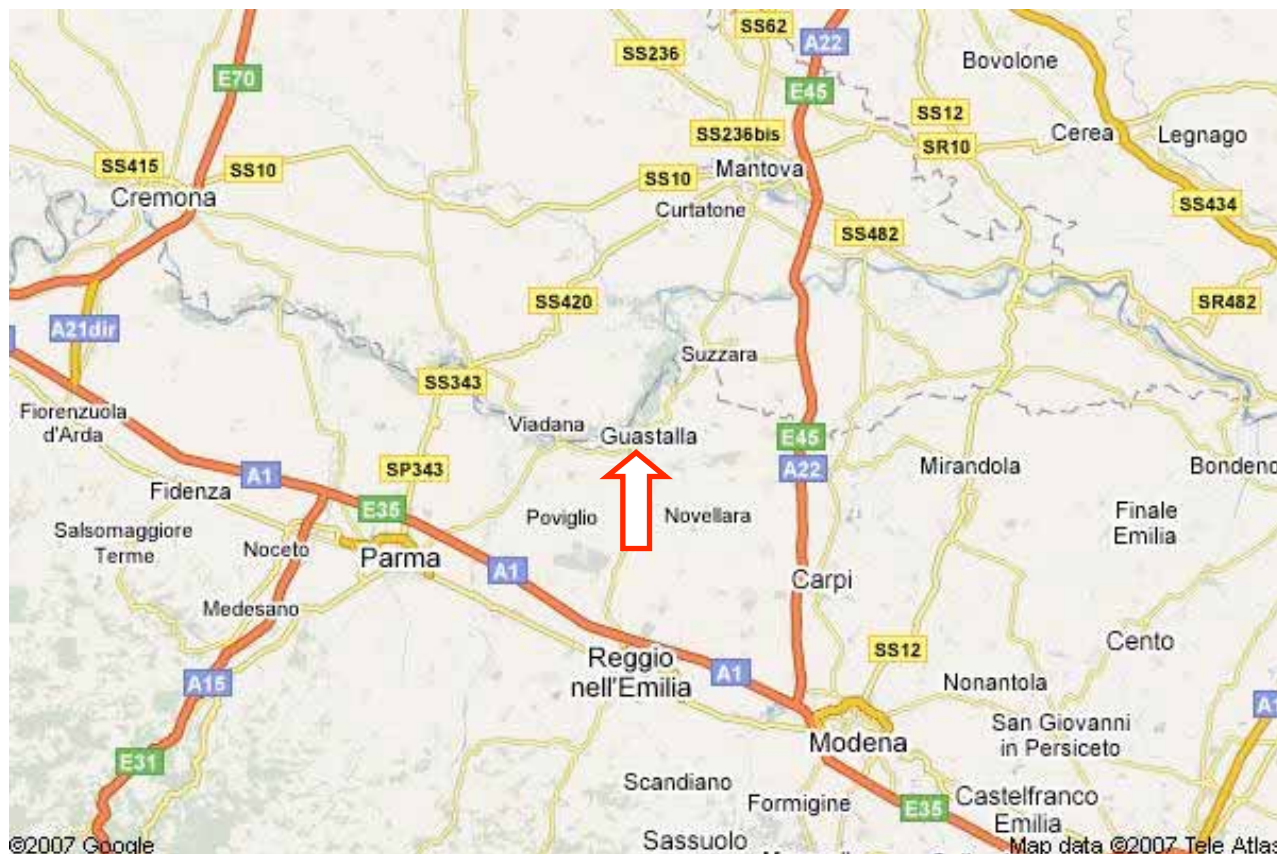 SS62
A22
SS236
E45
Bovolone
E70
SS12
SS236bis
Cerea
Legnago
SR10
SS415
SS10
Mantova
SS10
Cremona
Curtatone
SS434
SS482
SS420
SR482
A21dir
Suzzara
SS343
Fiorenzuola
d'Arda
Viadana
Guastalla
E45
A22
Mirandola
Bondeno
SP343
A1
Fidenza
E35
Poviglio
Novellara
Finale
Emilia
Salsomaggiore
Terme
Noceto
Parma
A1
Carpi
Medesano
Cento
Reggio
nell'Emilia
SS12
A1
A15
Nonantola
San Giovanni
in Persiceto
Modena
E31
Scandiano
Formigine
E35
Castelfranco
Emilia
Sassuolo
©2007 Google
Map data ©2007 Tele Atlas